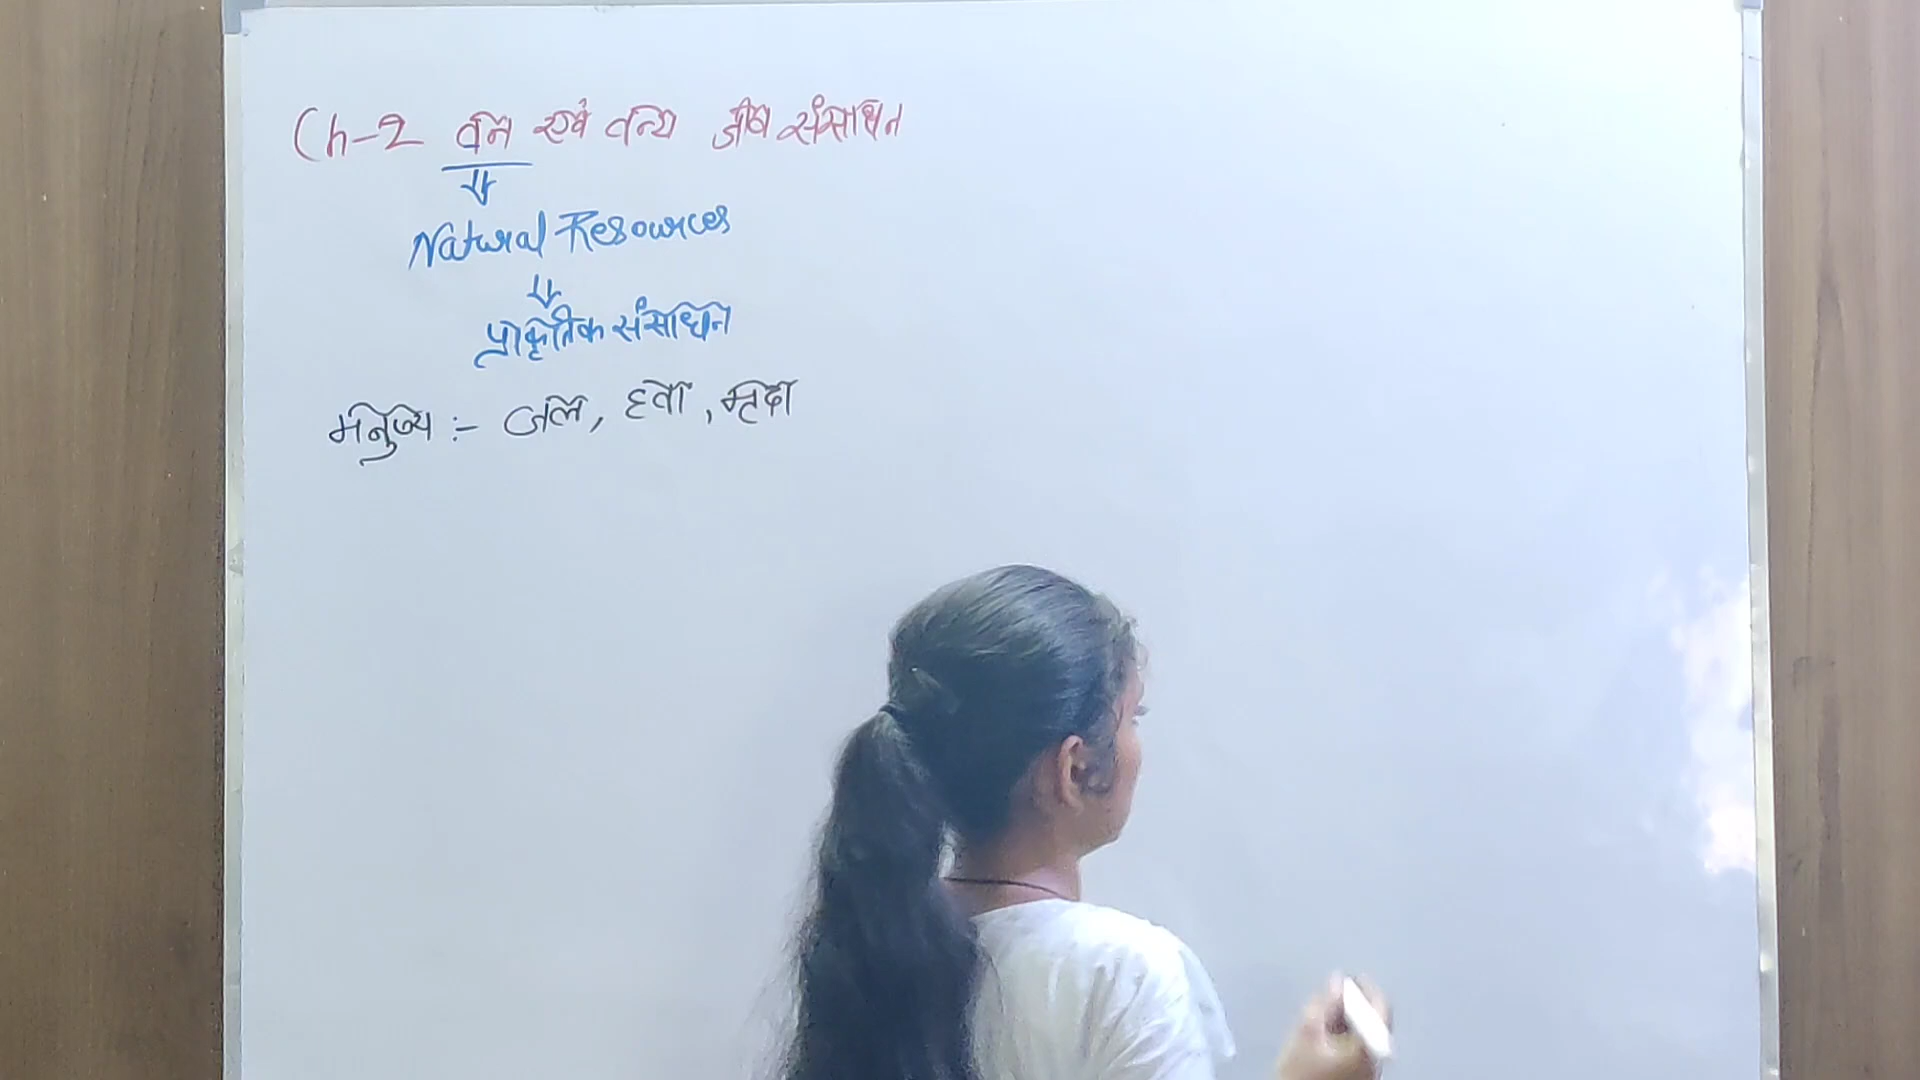 Ch-2 वन एवं वन्य जीव संसाधन
Natural Resources
प्राकृतिक संसाधन
मनुष्य :- जल, हवा, मृदा